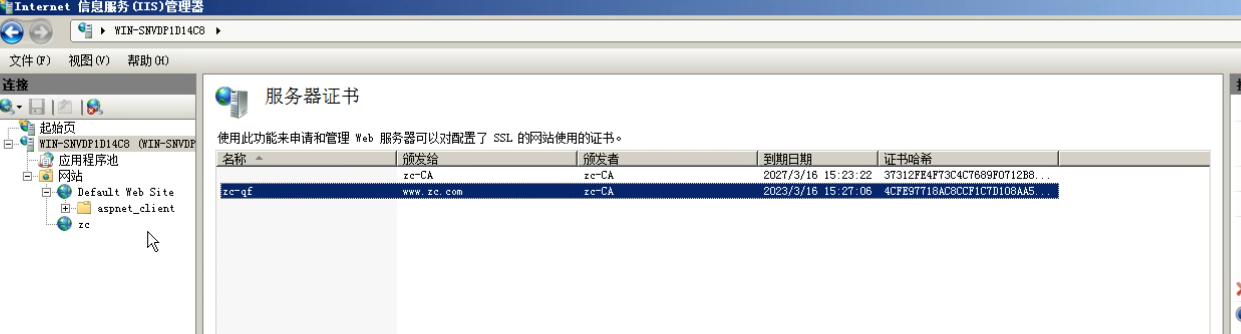 Internet 信息服务(IIS)管理器
WIN-SNVDP1D14C8
文件(F) 视图(V) 帮助(H)
连接
起始页
WIN-SNVDP1D14C8 (WIN-SNVDP
应用程序池
网站
Default Web Site
aspnet_client
zc
服务器证书
使用此功能来申请和管理 Web 服务器可以对配置了 SSL 的网站使用的证书。
名称 颁发给 颁发者 到期日期 证书哈希
zc-CA zc-CA 2027/3/16 15:23:22 37312FE4F73C4C7689F0712B8...
zc-qf www.zc.com zc-CA 2023/3/16 15:27:06 4CFE97718AC8CCF1C7D108AA5...